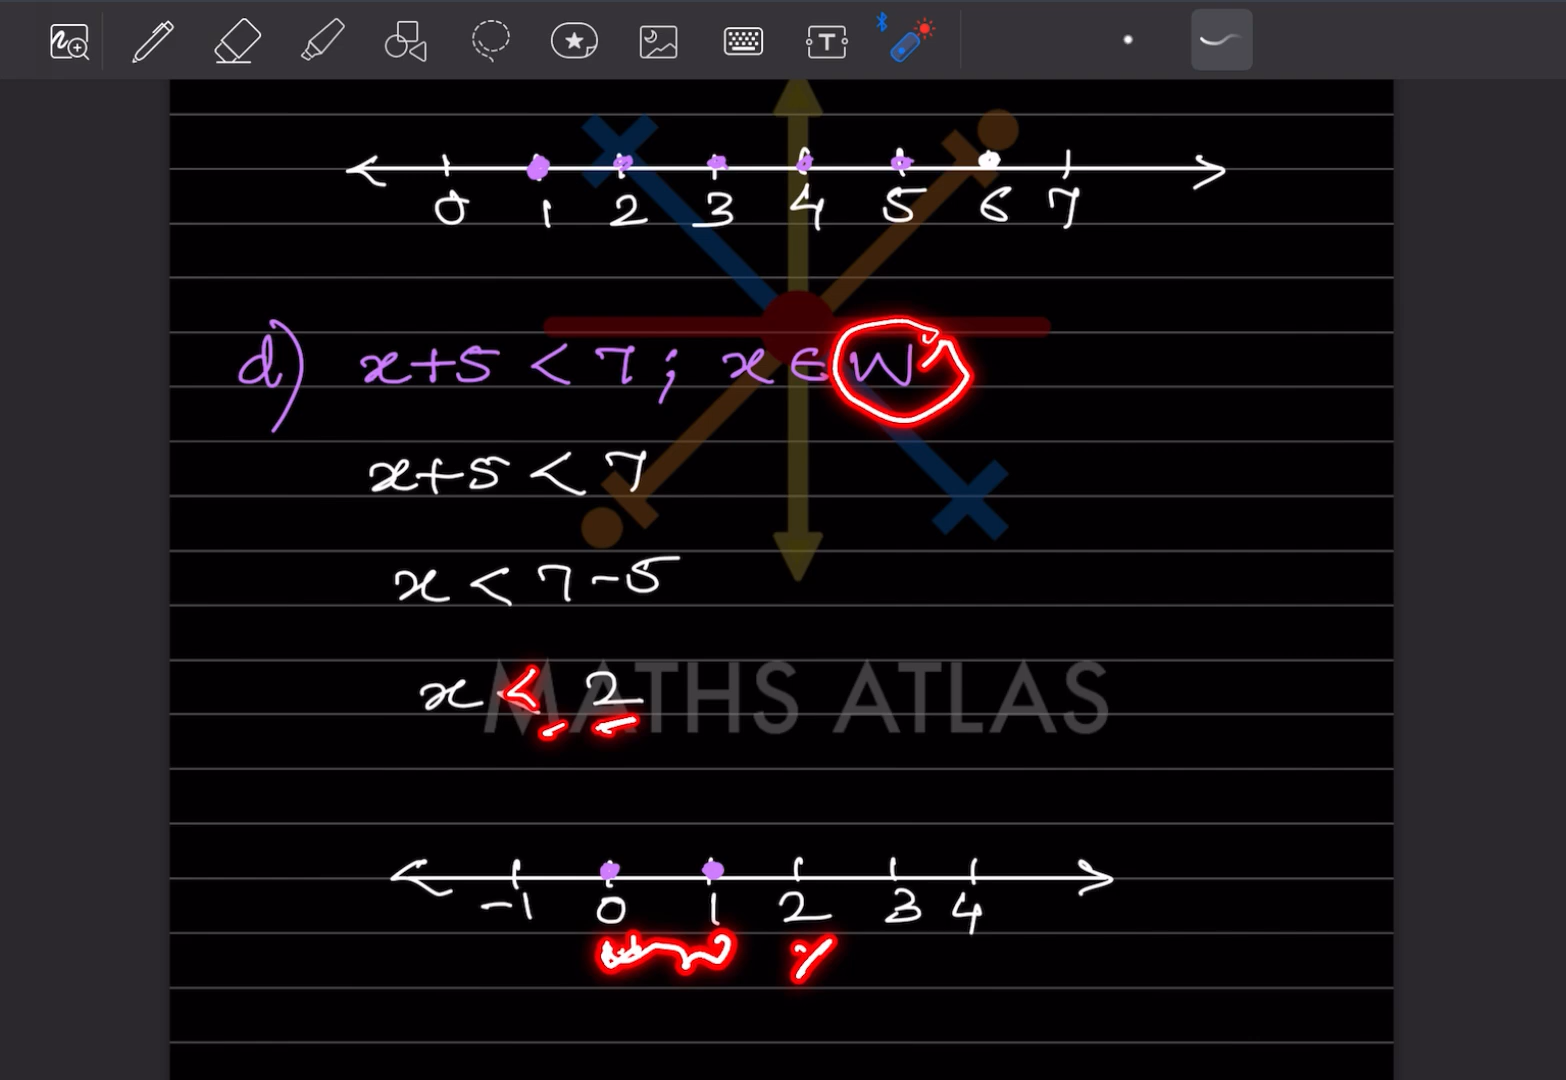 0 1 2 3 4 5 6 7
d) x+5 < 7 ; x ∈ W
x+5 < 7
x < 7-5
x < 2
MATHS ATLAS
-1 0 1 2 3 4